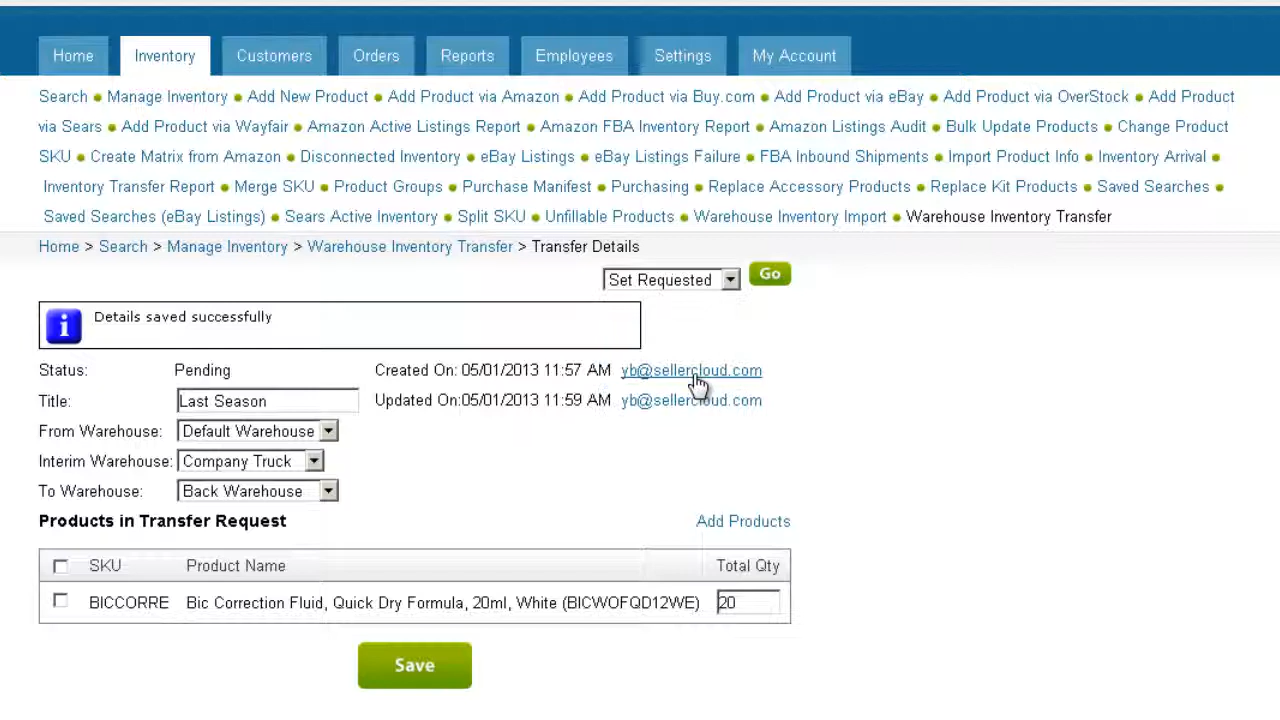 Home Inventory Customers Orders Reports Employees Settings My Account
Search ● Manage Inventory ● Add New Product ● Add Product via Amazon ● Add Product via Buy.com ● Add Product via eBay ● Add Product via OverStock ● Add Product
via Sears ● Add Product via Wayfair ● Amazon Active Listings Report ● Amazon FBA Inventory Report ● Amazon Listings Audit ● Bulk Update Products ● Change Product
SKU ● Create Matrix from Amazon ● Disconnected Inventory ● eBay Listings ● eBay Listings Failure ● FBA Inbound Shipments ● Import Product Info ● Inventory Arrival ●
Inventory Transfer Report ● Merge SKU ● Product Groups ● Purchase Manifest ● Purchasing ● Replace Accessory Products ● Replace Kit Products ● Saved Searches ●
Saved Searches (eBay Listings) ● Sears Active Inventory ● Split SKU ● Unfillable Products ● Warehouse Inventory Import ● Warehouse Inventory Transfer
Home > Search > Manage Inventory > Warehouse Inventory Transfer > Transfer Details
Set Requested Go
i Details saved successfully
Status: Pending Created On: 05/01/2013 11:57 AM yb@sellercloud.com
Title: Last Season Updated On:05/01/2013 11:59 AM yb@sellercloud.com
From Warehouse: Default Warehouse
Interim Warehouse: Company Truck
To Warehouse: Back Warehouse
Products in Transfer Request Add Products
SKU Product Name Total Qty
BICCORRE Bic Correction Fluid, Quick Dry Formula, 20ml, White (BICWOFQD12WE) 20
Save